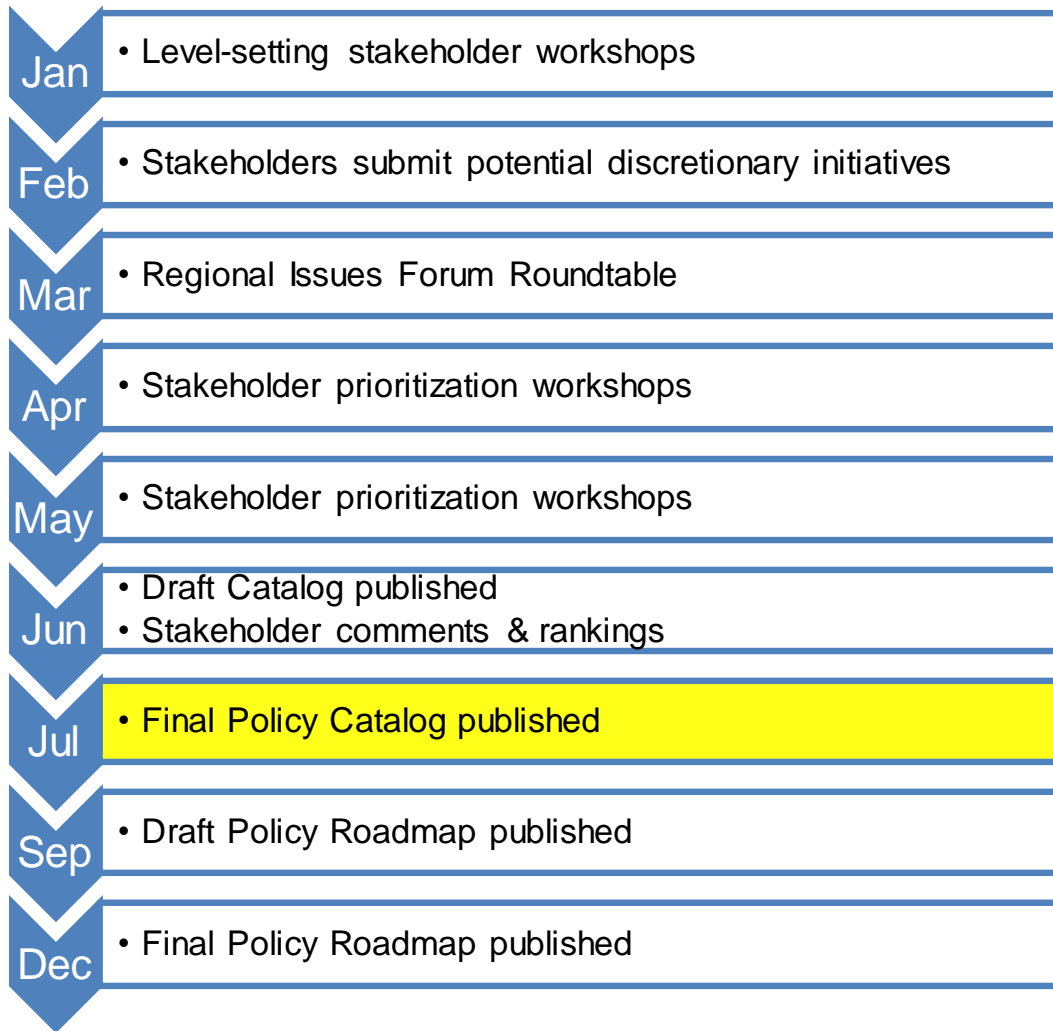 Jan
• Level-setting stakeholder workshops
Feb
• Stakeholders submit potential discretionary initiatives
Mar
• Regional Issues Forum Roundtable
Apr
• Stakeholder prioritization workshops
May
• Stakeholder prioritization workshops
Jun
• Draft Catalog published
• Stakeholder comments & rankings
Jul
• Final Policy Catalog published
Sep
• Draft Policy Roadmap published
Dec
• Final Policy Roadmap published